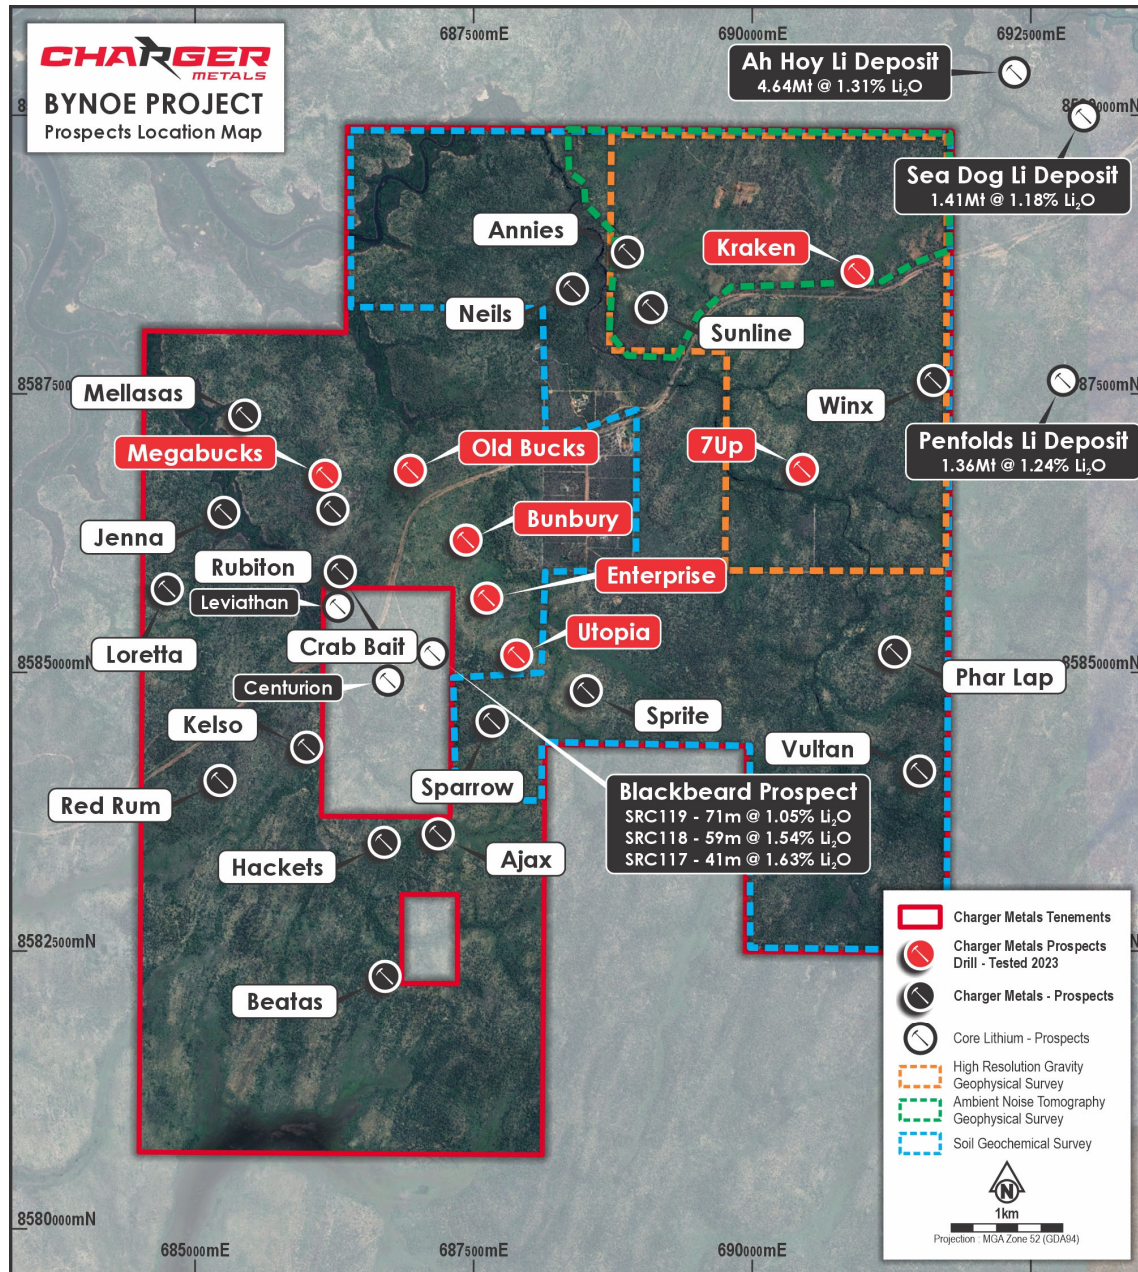 CHARGER
METALS
BYNOE PROJECT
Prospects Location Map
687500mE
690000mE
692500mE
Ah Hoy Li Deposit
4.64Mt @ 1.31% Li₂O
000mN
Sea Dog Li Deposit
1.41Mt @ 1.18% Li₂O
Annies
Kraken
Neils
Sunline
8587500
Mellasas
Winx
87500mN
Penfolds Li Deposit
1.36Mt @ 1.24% Li₂O
Megabucks
Old Bucks
7Up
Jenna
Bunbury
Rubiton
Enterprise
Leviathan
Loretta
Crab Bait
Utopia
8585000mN
8585000mN
Phar Lap
Centurion
Sprite
Kelso
Vultan
Red Rum
Sparrow
Blackbeard Prospect
SRC119 - 71m @ 1.05% Li₂O
SRC118 - 59m @ 1.54% Li₂O
SRC117 - 41m @ 1.63% Li₂O
Hackets
Ajax
8582500mN
Beatas
Charger Metals Tenements
Charger Metals Prospects
Drill - Tested 2023
Charger Metals - Prospects
Core Lithium - Prospects
High Resolution Gravity
Geophysical Survey
Ambient Noise Tomography
Geophysical Survey
Soil Geochemical Survey
N
1km
Projection : MGA Zone 52 (GDA94)
8580000mN
685000mE
687500mE
690000mE